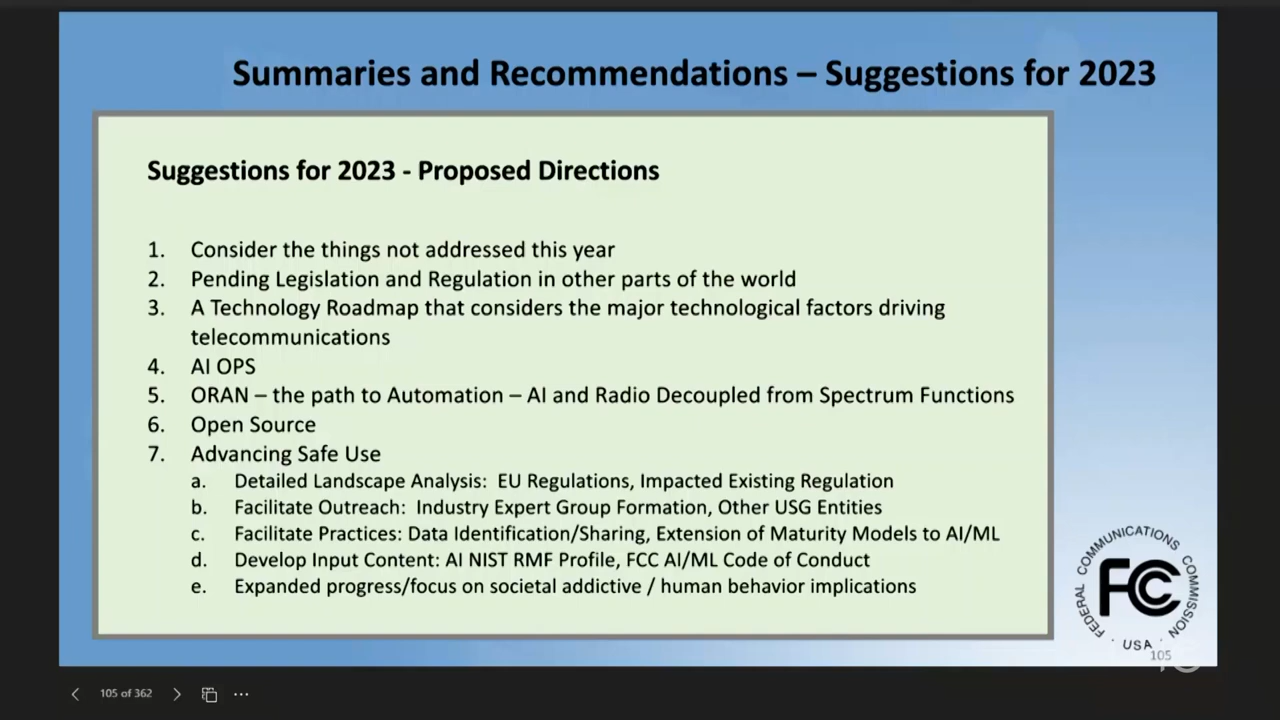 Summaries and Recommendations – Suggestions for 2023
Suggestions for 2023 - Proposed Directions
1. Consider the things not addressed this year
2. Pending Legislation and Regulation in other parts of the world
3. A Technology Roadmap that considers the major technological factors driving
telecommunications
4. AI OPS
5. ORAN – the path to Automation – AI and Radio Decoupled from Spectrum Functions
6. Open Source
7. Advancing Safe Use
a. Detailed Landscape Analysis: EU Regulations, Impacted Existing Regulation
b. Facilitate Outreach: Industry Expert Group Formation, Other USG Entities
c. Facilitate Practices: Data Identification/Sharing, Extension of Maturity Models to AI/ML
d. Develop Input Content: AI NIST RMF Profile, FCC AI/ML Code of Conduct
e. Expanded progress/focus on societal addictive / human behavior implications
FEDERAL COMMUNICATIONS COMMISSION
FCC
· USA ·
105
105 of 362